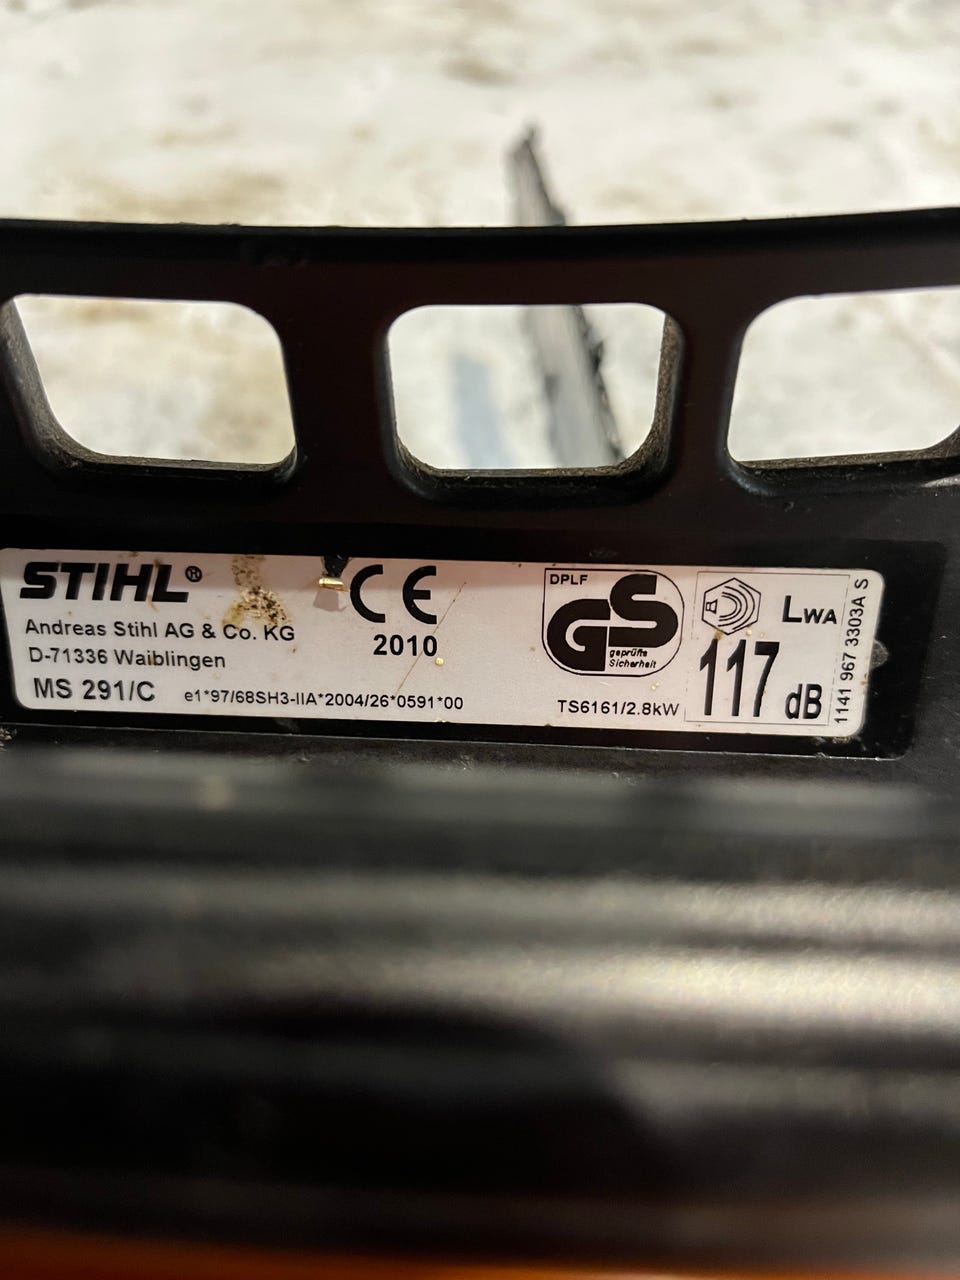 STIHL®
Andreas Stihl AG & Co. KG
D-71336 Waiblingen
MS 291/C
e1*97/68SH3-IIA*2004/26*0591*00
CE
2010
DPLF
GS
geprüfte
Sicherheit
TS6161/2.8kW
LWA
117 dB
1141 967 3303A S